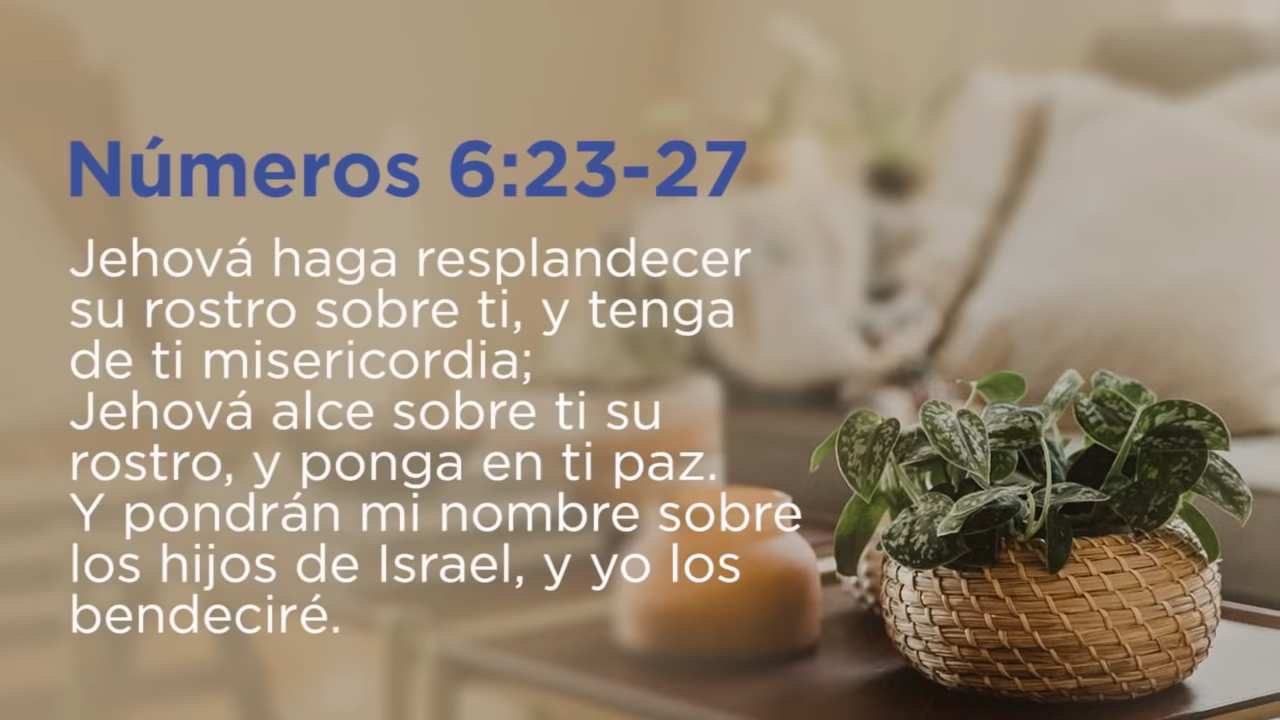 Números 6:23-27
Jehová haga resplandecer
su rostro sobre ti, y tenga
de ti misericordia;
Jehová alce sobre ti su
rostro, y ponga en ti paz.
Y pondrán mi nombre sobre
los hijos de Israel, y yo los
bendeciré.